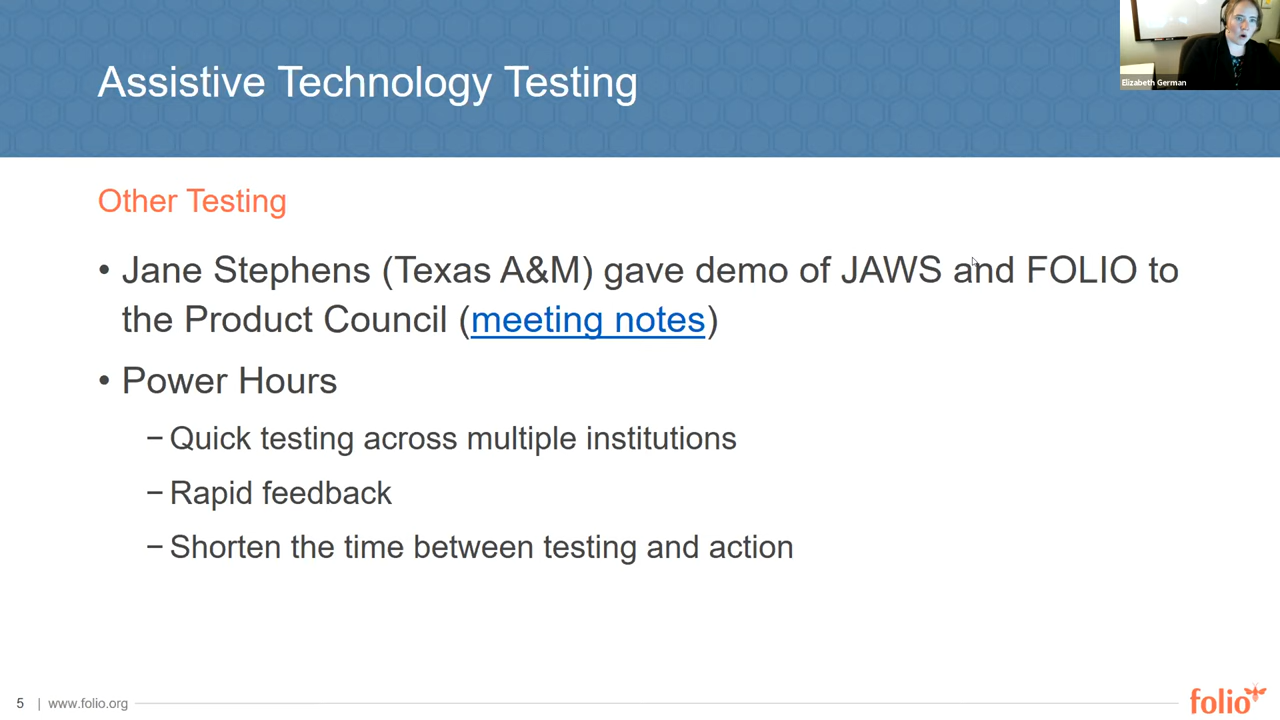 Assistive Technology Testing
Elizabeth German
Other Testing
• Jane Stephens (Texas A&M) gave demo of JAWS and FOLIO to
the Product Council (meeting notes)
• Power Hours
– Quick testing across multiple institutions
– Rapid feedback
– Shorten the time between testing and action
5 | www.folio.org
folio